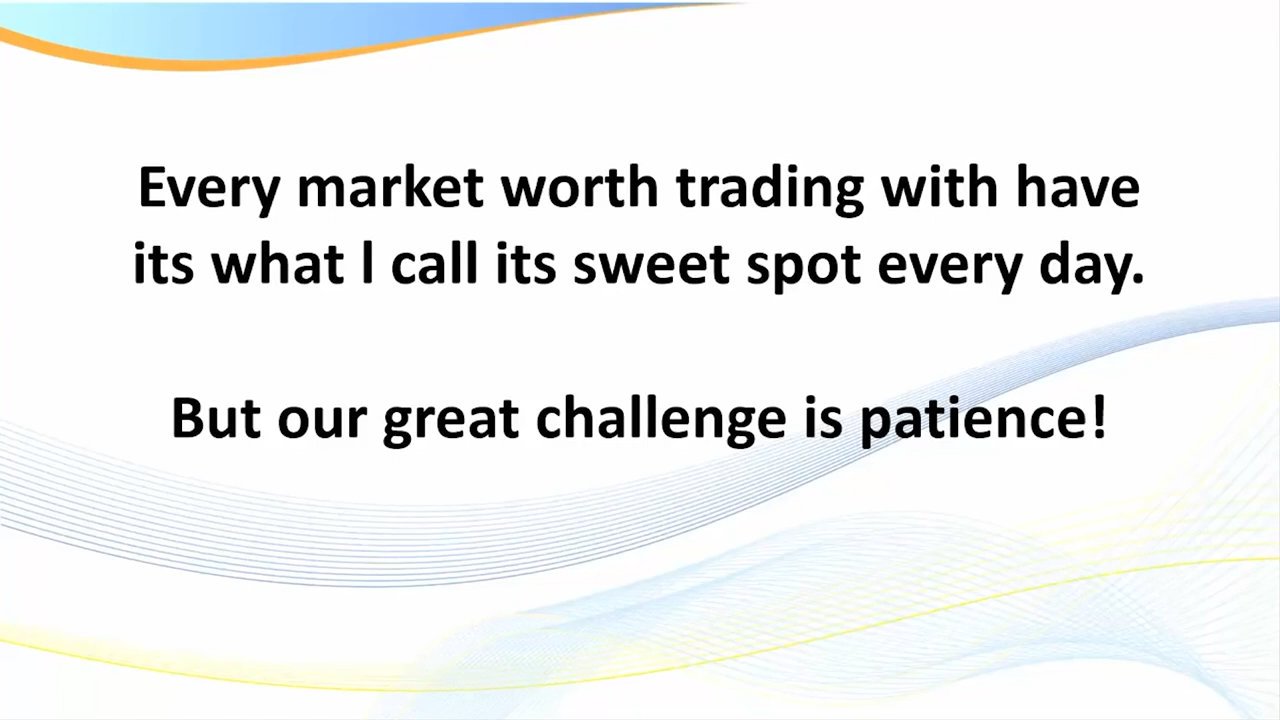 Every market worth trading with have
its what I call its sweet spot every day.
But our great challenge is patience!